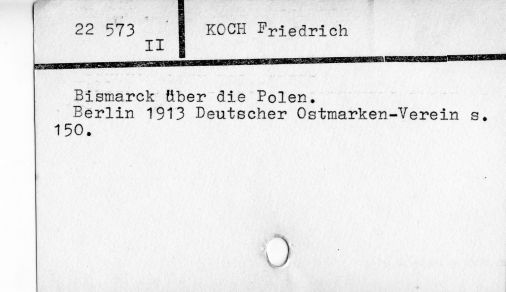 22 573
II
KOCH Friedrich
Bismarck über die Polen.
Berlin 1913 Deutscher Ostmarken-Verein s.
150.